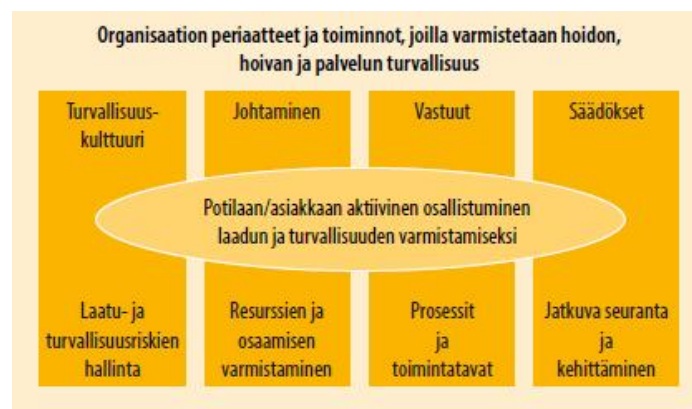 Organisaation periaatteet ja toiminnot, joilla varmistetaan hoidon,
hoivan ja palvelun turvallisuus
Turvallisuus-
kulttuuri
Johtaminen
Vastuut
Säädökset
Potilaan/asiakkaan aktiivinen osallistuminen
laadun ja turvallisuuden varmistamiseksi
Laatu- ja
turvallisuusriskien
hallinta
Resurssien ja
osaamisen
varmistaminen
Prosessit
ja
toimintatavat
Jatkuva seuranta
ja
kehittäminen